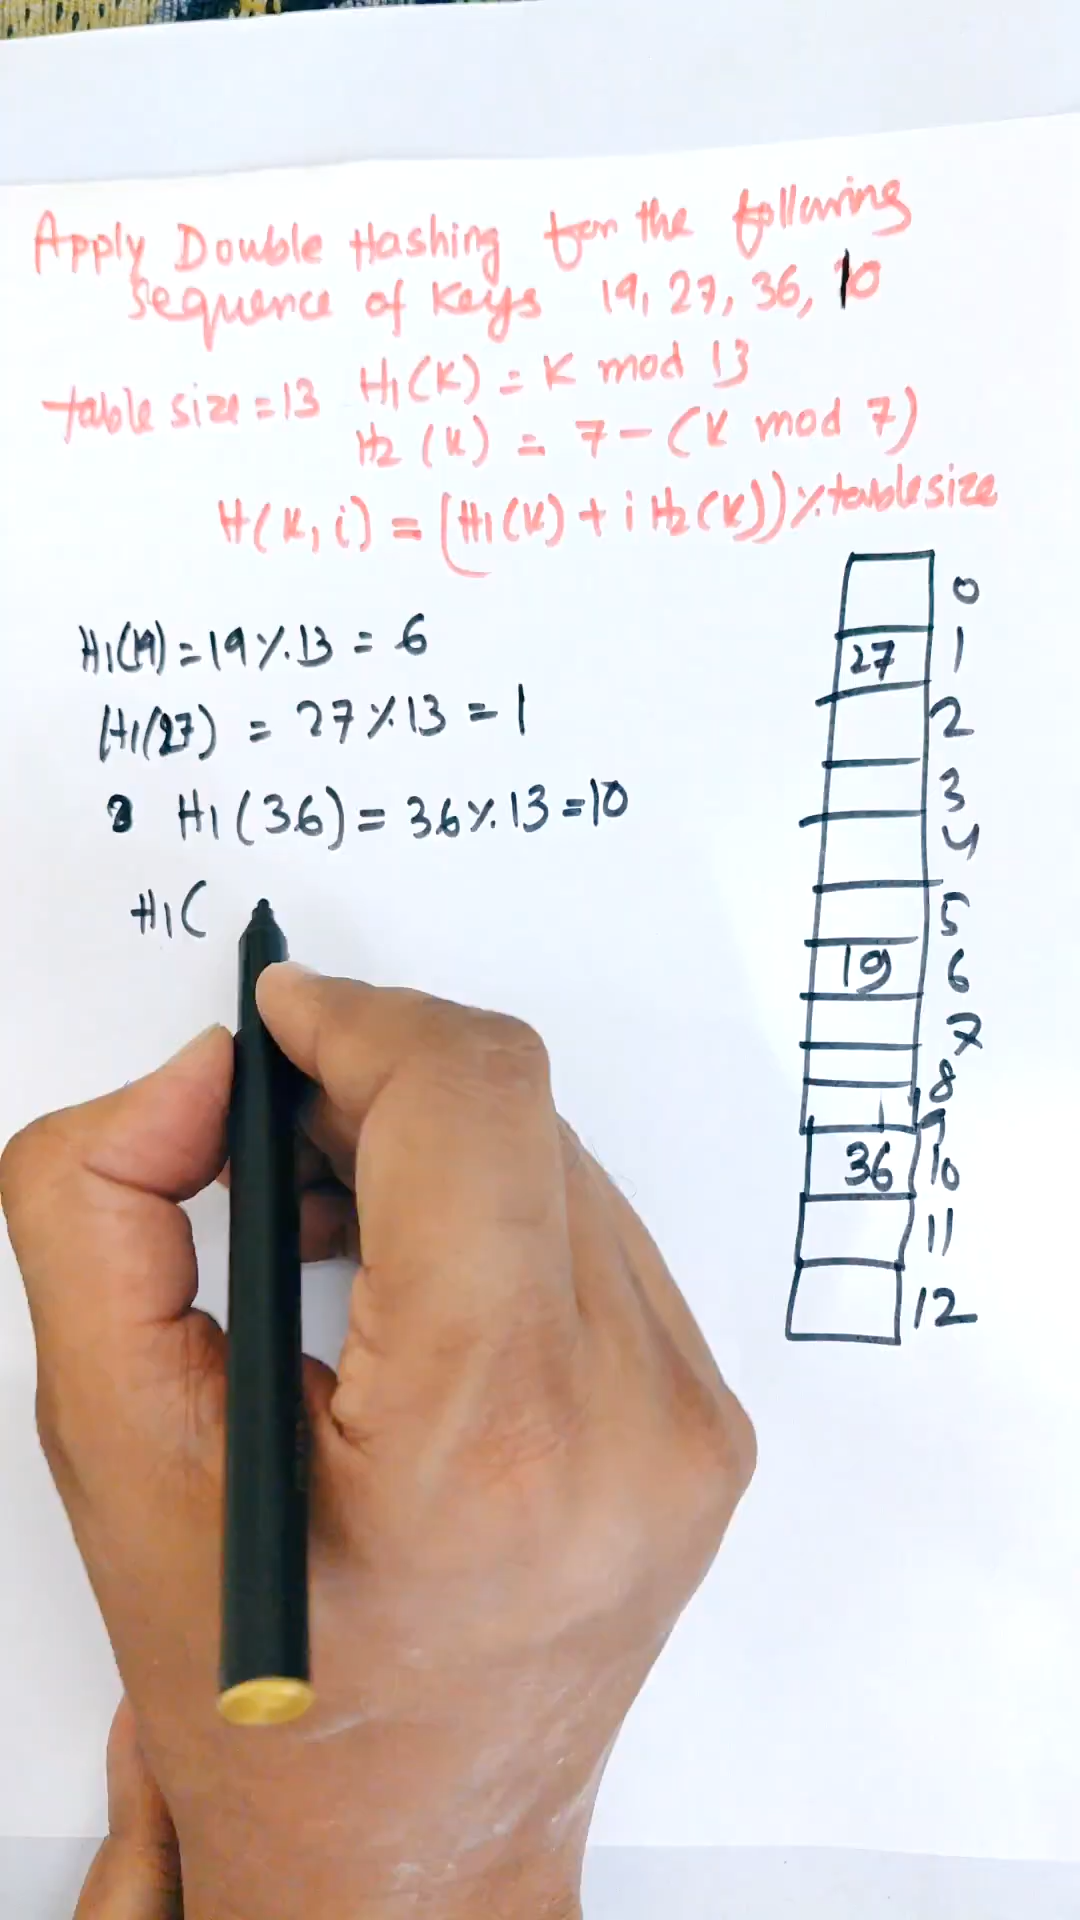 Apply Double Hashing for the following
Sequence of Keys 19, 27, 36, 10
table size = 13 H1(K) = K mod 13
H2(K) = 7 - (K mod 7)
H(K, i) = (H1(K) + i H2(K)) % table size
H1(19) = 19 % 13 = 6
H1(27) = 27 % 13 = 1
H1(36) = 36 % 13 = 10
H1(
0
27 1
2
3
4
5
19 6
7
8
9
36 10
11
12